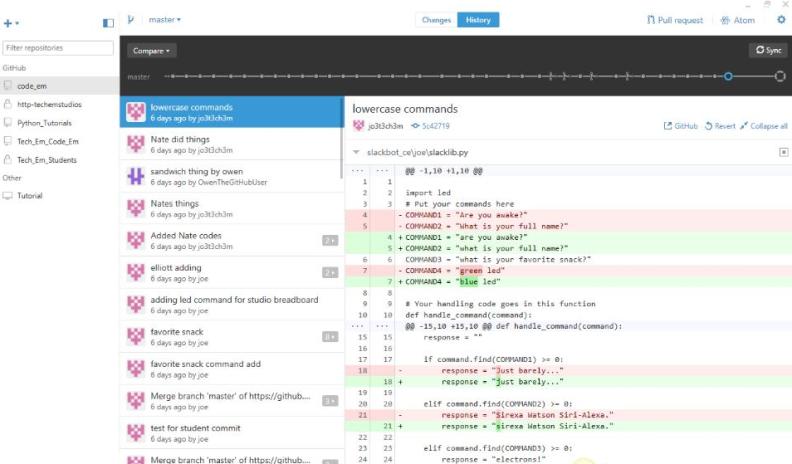 master
Changes
History
Pull request
Atom
Filter repositories
GitHub
code_em
http-techemstudios
Python_Tutorials
Tech_Em_Code_Em
Tech_Em_Students
Other
Tutorial
Compare
Sync
master
lowercase commands
6 days ago by jo3t3ch3m
Nate did things
6 days ago by jo3t3ch3m
sandwich thing by owen
6 days ago by OwenTheGitHubUser
Nates things
6 days ago by jo3t3ch3m
Added Nate codes
6 days ago by jo3t3ch3m
2
elliott adding
6 days ago by joe
2
adding led command for studio breadboard
6 days ago by joe
favorite snack
6 days ago by joe
8
favorite snack command add
6 days ago by joe
Merge branch 'master' of https://github....
6 days ago by joe
3
test for student commit
6 days ago by joe
Merge branch 'master' of https://github....
lowercase commands
jo3t3ch3m 5c42719
GitHub Revert Collapse all
slackbot_ce\joe\slacklib.py
... ... @@ -1,10 +1,10 @@
1 1
2 2 import led
3 3 # Put your commands here
4 - COMMAND1 = "Are you awake?"
5 - COMMAND2 = "What is your full name?"
4 + COMMAND1 = "are you awake?"
5 + COMMAND2 = "what is your full name?"
6 6 COMMAND3 = "what is your favorite snack?"
7 - COMMAND4 = "green led"
7 + COMMAND4 = "blue led"
8 8
9 9 # Your handling code goes in this function
10 10 def handle_command(command):
... ... @@ -15,10 +15,10 @@ def handle_command(command):
15 15 response = ""
16 16
17 17 if command.find(COMMAND1) >= 0:
18 - response = "Just barely..."
18 + response = "just barely..."
19 19
20 20 elif command.find(COMMAND2) >= 0:
21 - response = "Sirexa Watson Siri-Alexa."
21 + response = "sirexa Watson Siri-Alexa."
22 22
23 23 elif command.find(COMMAND3) >= 0:
24 24 response = "electrons!"